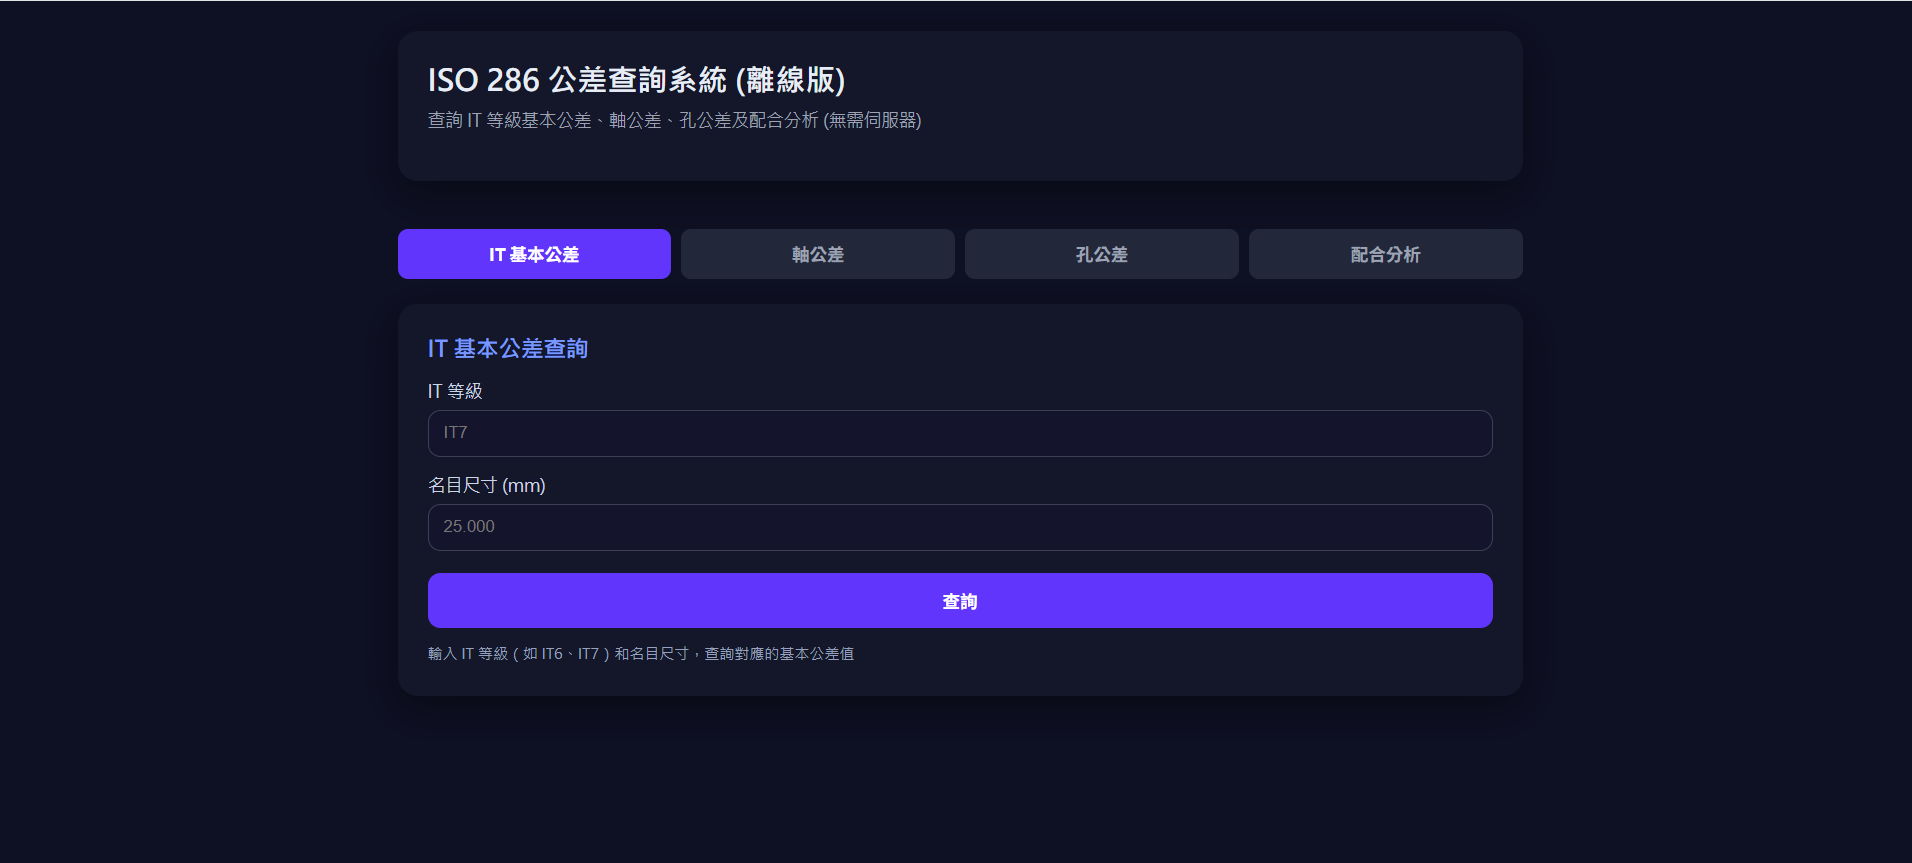 ISO 286 公差查詢系統 (離線版)
查詢 IT 等級基本公差、軸公差、孔公差及配合分析 (無需伺服器)
IT 基本公差
軸公差
孔公差
配合分析
IT 基本公差查詢
IT 等級
IT7
名目尺寸 (mm)
25.000
查詢
輸入 IT 等級 ( 如 IT6、IT7 ) 和名目尺寸，查詢對應的基本公差值